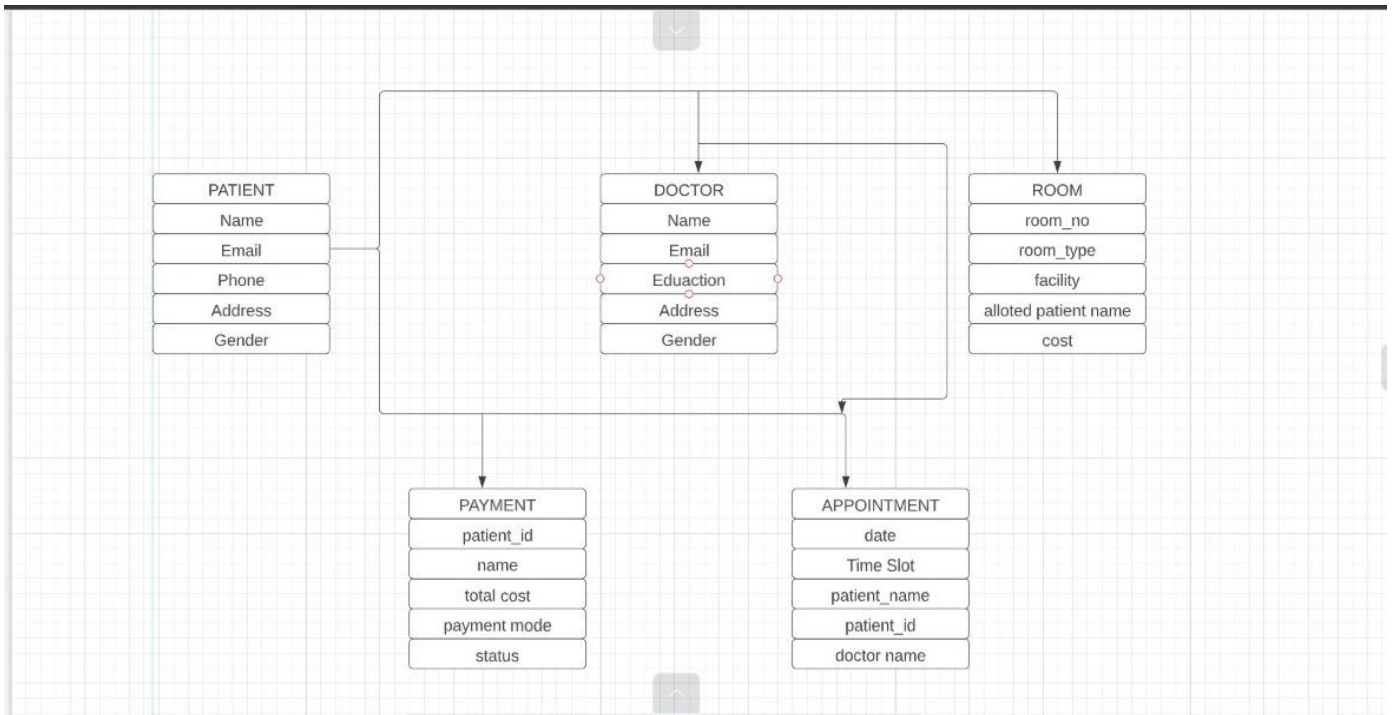 PATIENT
Name
Email
Phone
Address
Gender
DOCTOR
Name
Email
Eduaction
Address
Gender
ROOM
room_no
room_type
facility
alloted patient name
cost
PAYMENT
patient_id
name
total cost
payment mode
status
APPOINTMENT
date
Time Slot
patient_name
patient_id
doctor name